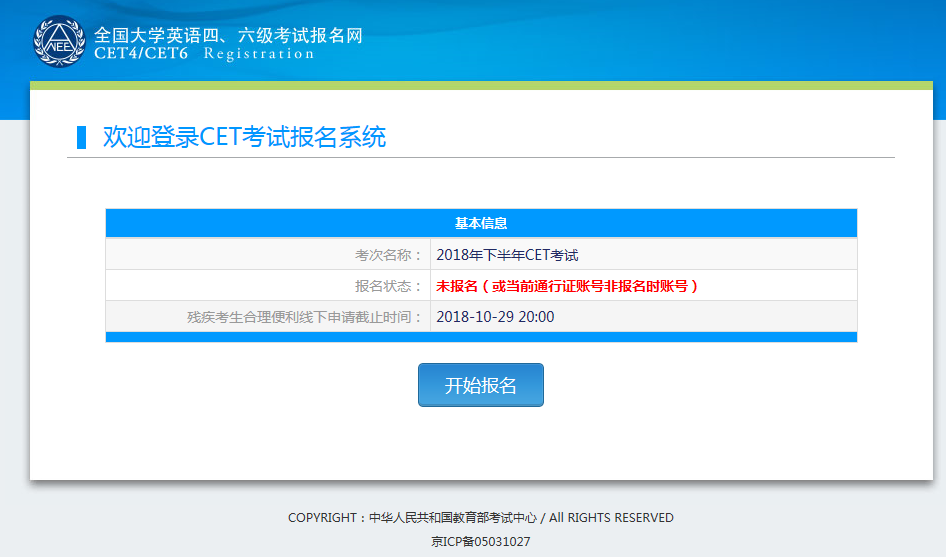 NEEA
全国大学英语四、六级考试报名网
CET4/CET6 Registration
欢迎登录CET考试报名系统
基本信息
考次名称： 2018年下半年CET考试
报名状态： 未报名（或当前通行证账号非报名时账号）
残疾考生合理便利线下申请截止时间： 2018-10-29 20:00
开始报名
COPYRIGHT：中华人民共和国教育部考试中心 / All RIGHTS RESERVED
京ICP备05031027